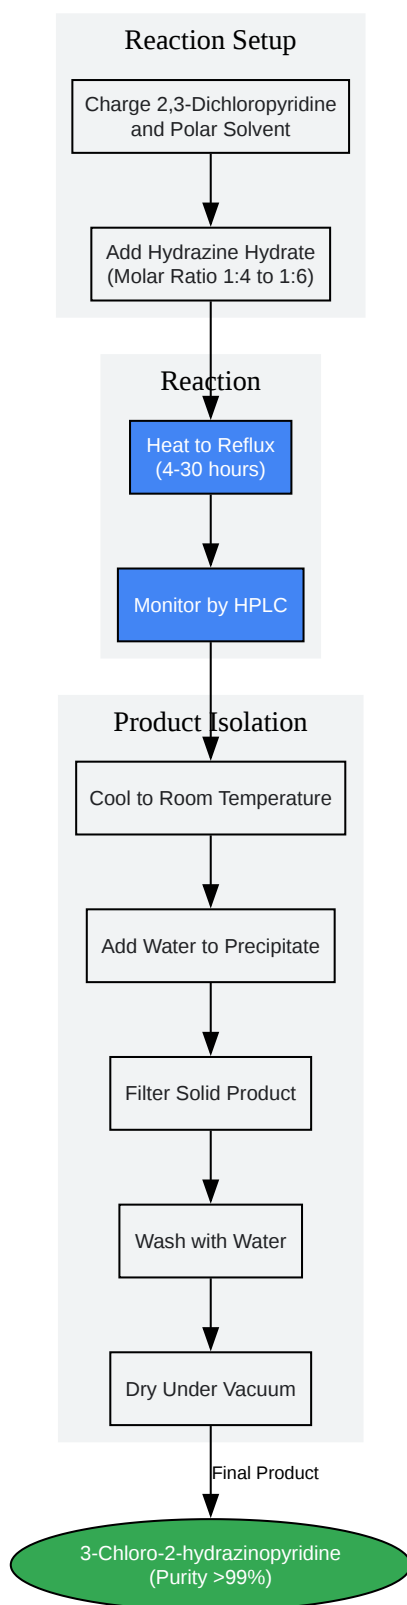 Reaction Setup
Charge 2,3-Dichloropyridine
and Polar Solvent
Add Hydrazine Hydrate
(Molar Ratio 1:4 to 1:6)
Reaction
Heat to Reflux
(4-30 hours)
Monitor by HPLC
Product Isolation
Cool to Room Temperature
Add Water to Precipitate
Filter Solid Product
Wash with Water
Dry Under Vacuum
Final Product
3-Chloro-2-hydrazinopyridine
(Purity >99%)